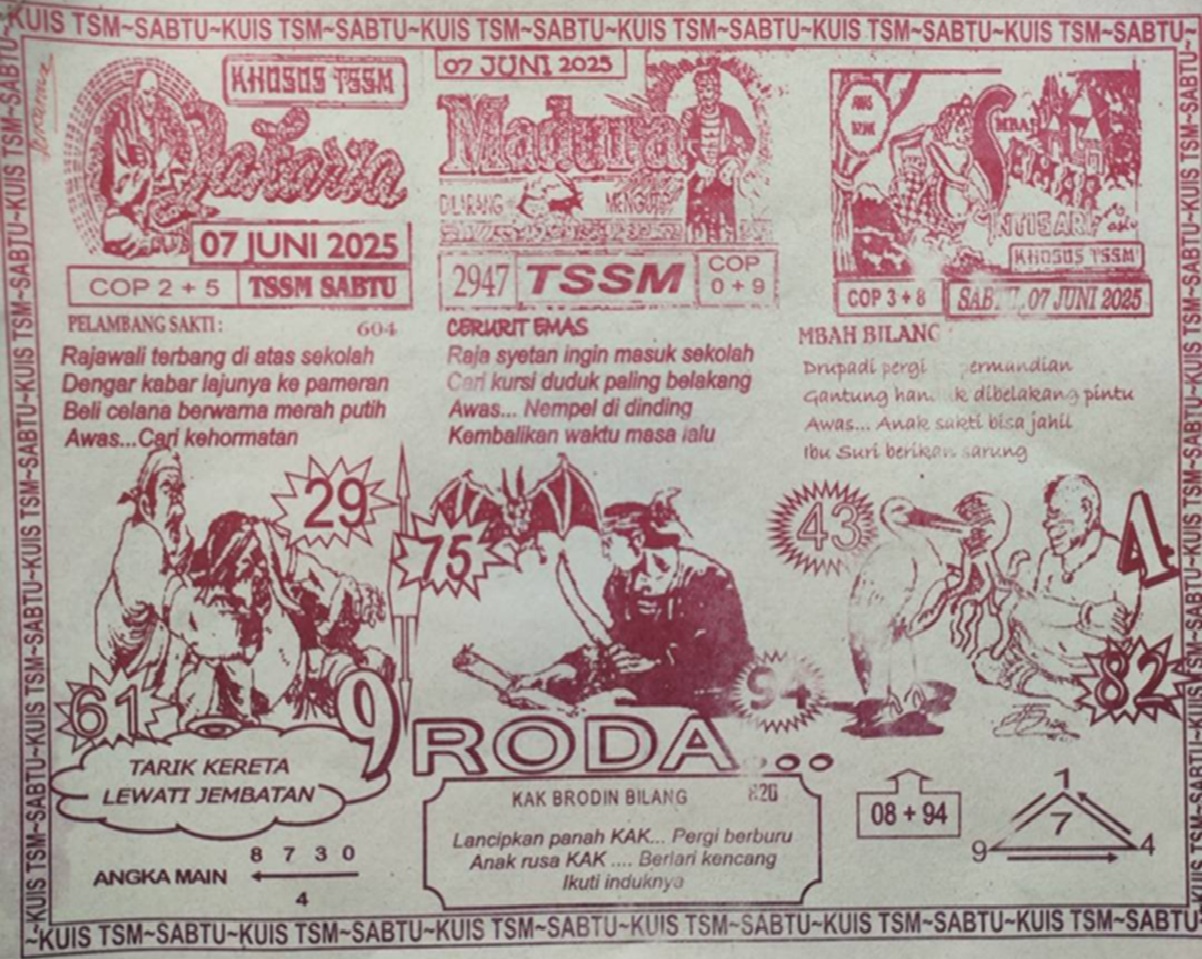 KUIS TSM~SABTU~KUIS TSM~SABTU~KUIS TSM~SABTU~KUIS TSM~SABTU~KUIS TSM~SABTU~KUIS TSM~SABTU~
KHUSUS TSSM
07 JUNI 2025
COP 2 + 5
TSSM SABTU
PELAMBANG SAKTI :
604
Rajawali terbang di atas sekolah
Dengar kabar lajunya ke pameran
Beli celana berwarna merah putih
Awas...Cari kehormatan
29
61
9
TARIK KERETA
LEWATI JEMBATAN
ANGKA MAIN
8 7 3 0
4
07 JUNI 2025
Madura
DILARANG MENGUTIP
2947
TSSM
COP
0 + 9
CERURIT EMAS
Raja syetan ingin masuk sekolah
Cari kursi duduk paling belakang
Awas... Nempel di dinding
Kembalikan waktu masa lalu
75
94
RODA...
KAK BRODIN BILANG
826
Lancipkan panah KAK... Pergi berburu
Anak rusa KAK .... Berlari kencang
Ikuti induknya
INTISARI
KHUSUS TSSM
COP 3 + 8
SABTU, 07 JUNI 2025
MBAH BILANG
Drupadi pergi
Gantung dibelakang pintu
Awas... Anak sakti bisa jahil
Ibu Suri berikan sarung
43
4
82
08 + 94
1
7
9
4
~KUIS TSM~SABTU~KUIS TSM~SABTU~KUIS TSM~SABTU~KUIS TSM~SABTU~KUIS TSM~SABTU~KUIS TSM~SABTU